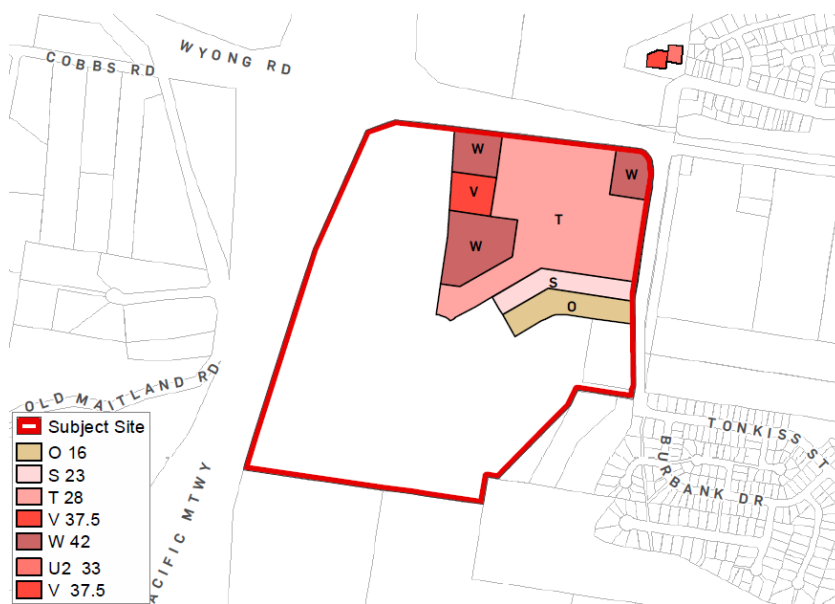 WYONG RD
COBBS RD
W
W
V
T
W
S
O
OLD MAITLAND RD
PACIFIC MTWY
TONKISS ST
BURBANK DR
Subject Site
O 16
S 23
T 28
V 37.5
W 42
U2 33
V 37.5